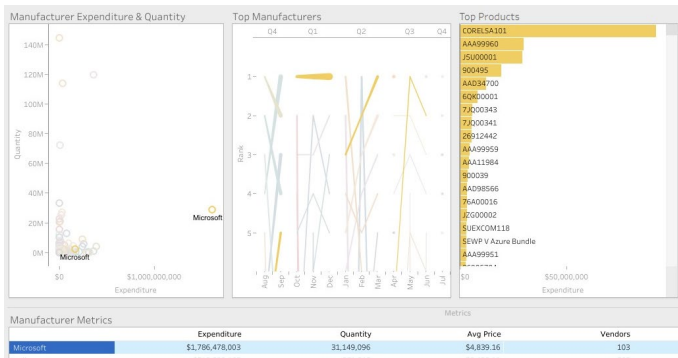 Manufacturer Expenditure & Quantity
140M
120M
100M
80M
60M
40M
20M
0M
Quantity
Microsoft
Microsoft
$0
$1,000,000,000
Expenditure
Top Manufacturers
Q4
Q1
Q2
Q3
Q4
1
2
3
4
5
Rank
Aug
Sep
Oct
Nov
Dec
Jan
Feb
Mar
Apr
May
Jun
Jul
Top Products
CORELSA101
AAA99960
J5U00001
900495
AAD34700
6QK00001
7JQ00343
7JQ00341
26912442
AAA99959
AAA11984
900039
AAD98566
76A00016
JZG00002
SUEXCOM118
SEWP V Azure Bundle
AAA99951
$0
$50,000,000
Expenditure
Metrics
Manufacturer Metrics
Expenditure
Quantity
Avg Price
Vendors
Microsoft
$1,786,478,003
31,149,096
$4,839.16
103